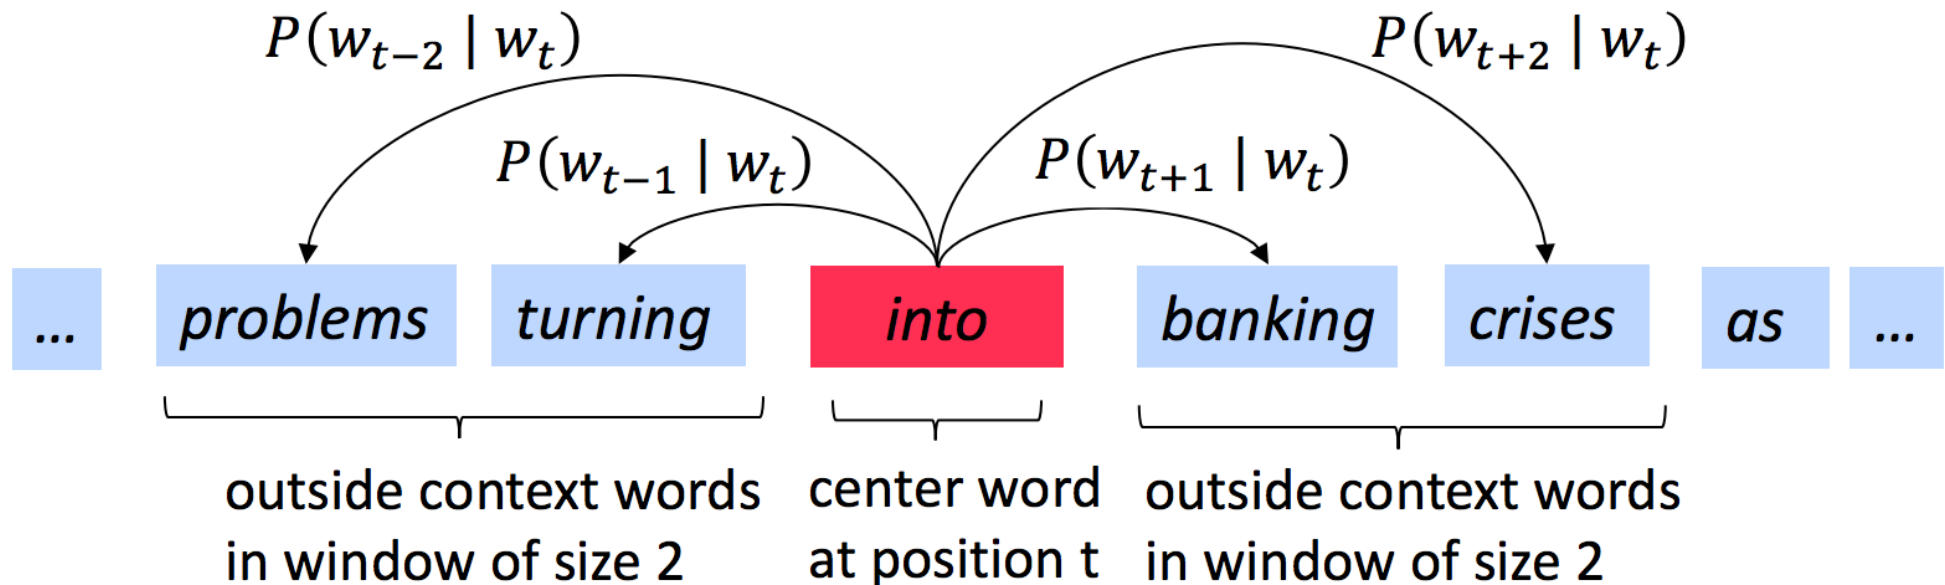 P(w_{t−2} | w_t) P(w_{t+2} | w_t)
P(w_{t−1} | w_t) P(w_{t+1} | w_t)
... problems turning into banking crises as ...
outside context words center word outside context words
in window of size 2 at position t in window of size 2